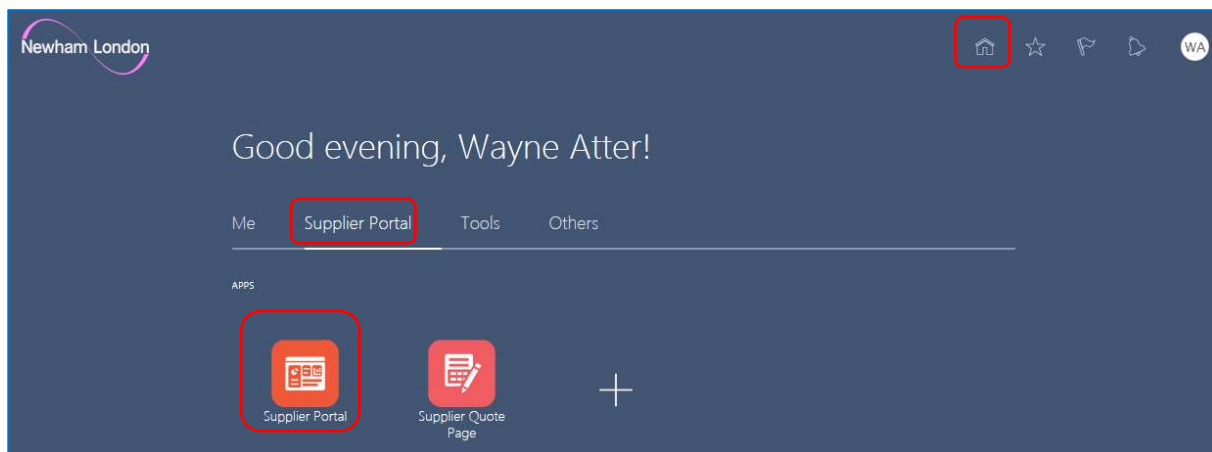 Newham London
WA
Good evening, Wayne Atter!
Me Supplier Portal Tools Others
APPS
Supplier Portal
Supplier Quote
Page